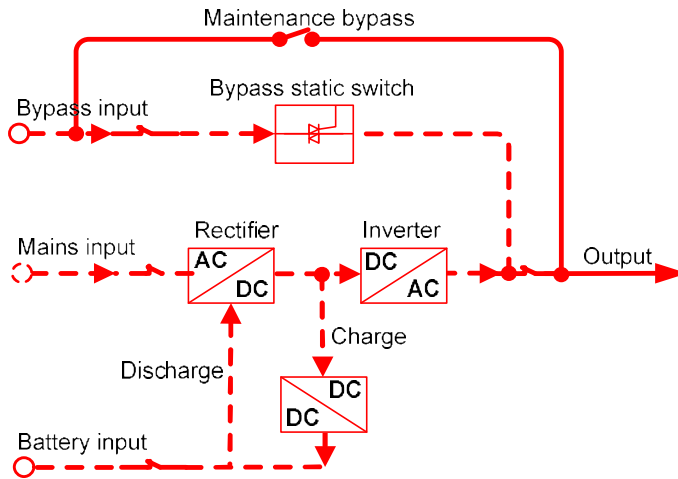 Maintenance bypass
Bypass static switch
Bypass input
Rectifier
Inverter
Mains input
AC
DC
DC
AC
Output
Charge
Discharge
DC
DC
Battery input